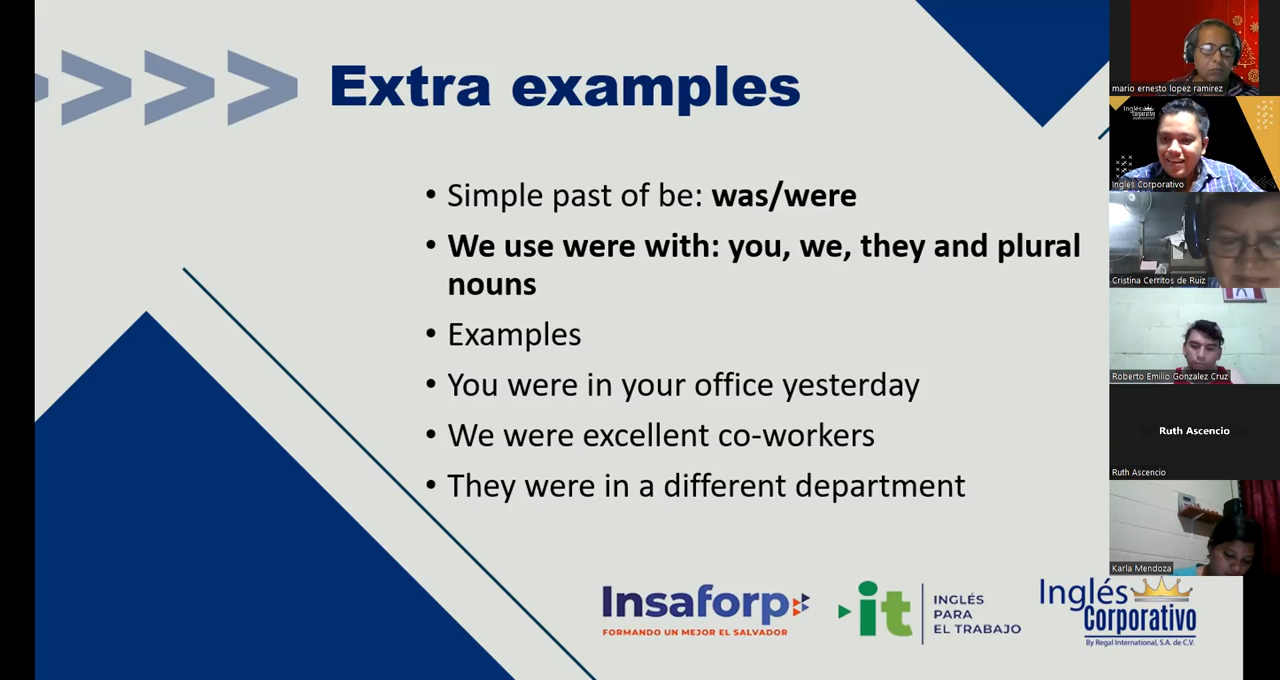 Extra examples
• Simple past of be: was/were
• We use were with: you, we, they and plural
nouns
• Examples
• You were in your office yesterday
• We were excellent co-workers
• They were in a different department
Insaforp
FORMANDO UN MEJOR EL SALVADOR
it
INGLÉS
PARA
EL TRABAJO
Inglés
Corporativo
By Regal International, S.A. de C.V.
mario ernesto lopez ramirez
Inglés
Corporativo
Inglés Corporativo
Cristina Cerritos de Ruiz
Roberto Emilio Gonzalez Cruz
Ruth Ascencio
Ruth Ascencio
Karla Mendoza